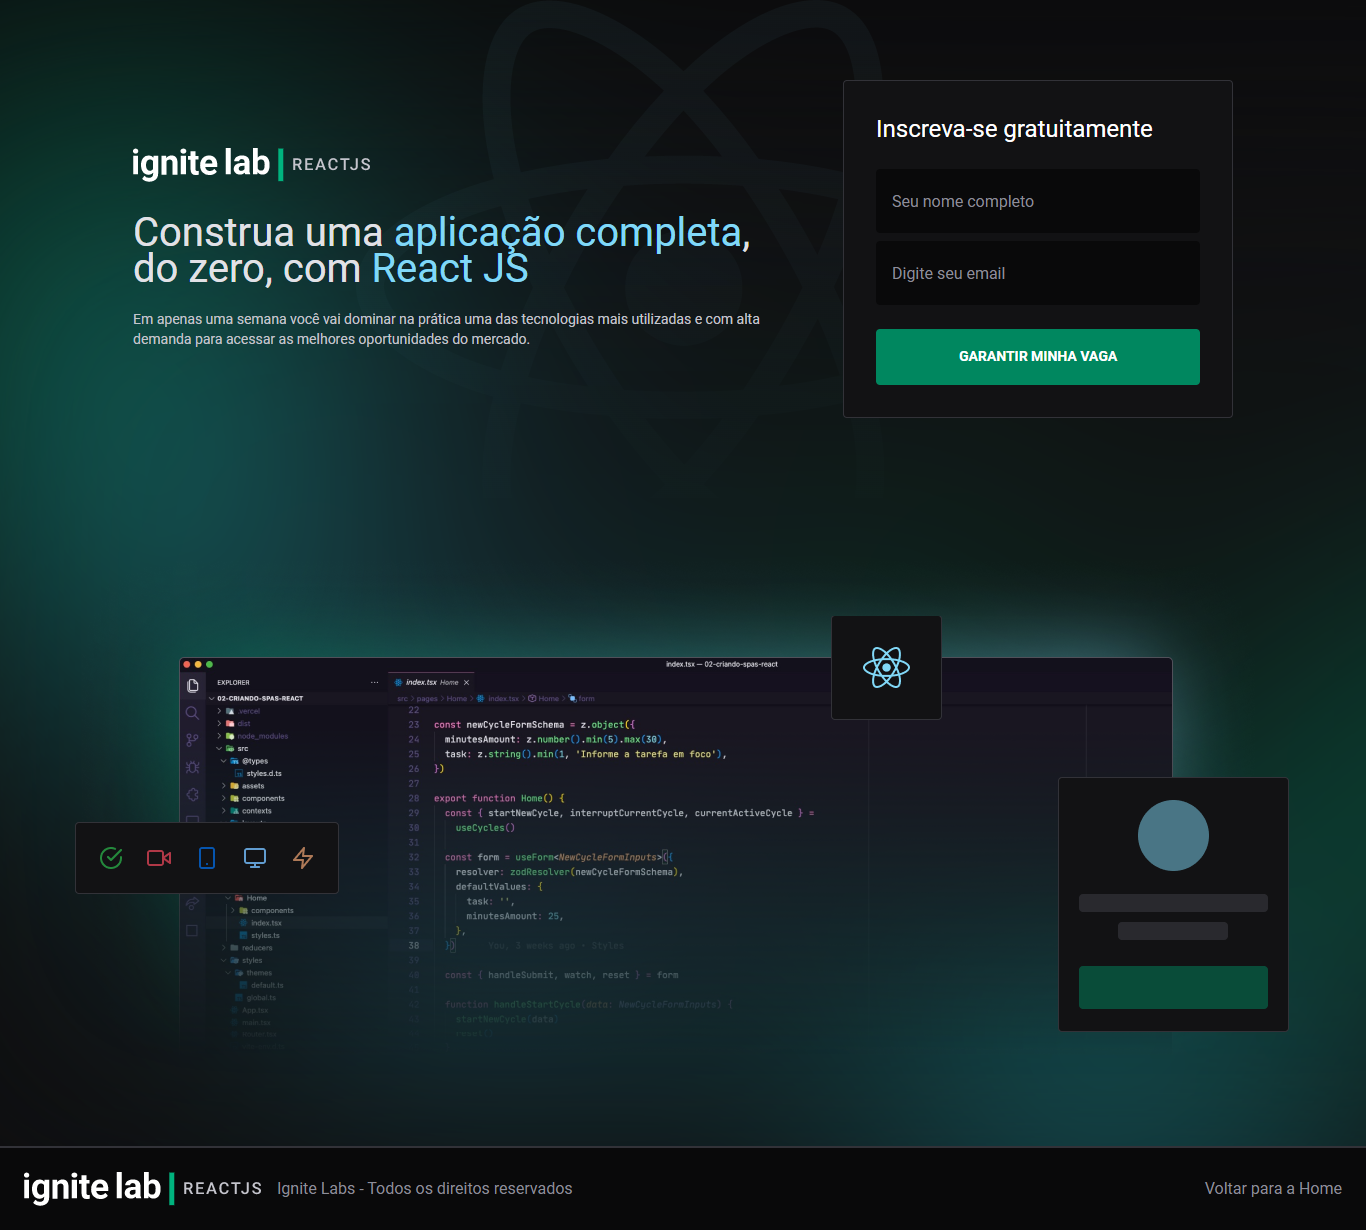 ignite lab | REACTJS
Construa uma aplicação completa,
do zero, com React JS
Em apenas uma semana você vai dominar na prática uma das tecnologias mais utilizadas e com alta
demanda para acessar as melhores oportunidades do mercado.
Inscreva-se gratuitamente
Seu nome completo
Digite seu email
GARANTIR MINHA VAGA
index.tsx — 02-criando-spas-react
EXPLORER
02-CRIANDO-SPAS-REACT
.vercel
dist
node_modules
src
@types
styles.d.ts
assets
components
contexts
Home
components
index.tsx
styles.ts
reducers
styles
themes
default.ts
global.ts
App.tsx
main.tsx
index.tsx Home
src > pages > Home > index.tsx > Home > form
22
23 const newCycleFormSchema = z.object({
24 minutesAmount: z.number().min(5).max(30),
25 task: z.string().min(1, 'Informe a tarefa em foco'),
26 })
27
28 export function Home() {
29 const { startNewCycle, interruptCurrentCycle, currentActiveCycle } =
30 useCycles()
31
32 const form = useForm<NewCycleFormInputs>({
33 resolver: zodResolver(newCycleFormSchema),
34 defaultValues: {
35 task: '',
36 minutesAmount: 25,
37 },
38 }) You, 3 weeks ago • Styles
39
40 const { handleSubmit, watch, reset } = form
41
42 function handleStartCycle(data: NewCycleFormInputs) {
startNewCycle(data)
ignite lab | REACTJS
Ignite Labs - Todos os direitos reservados
Voltar para a Home